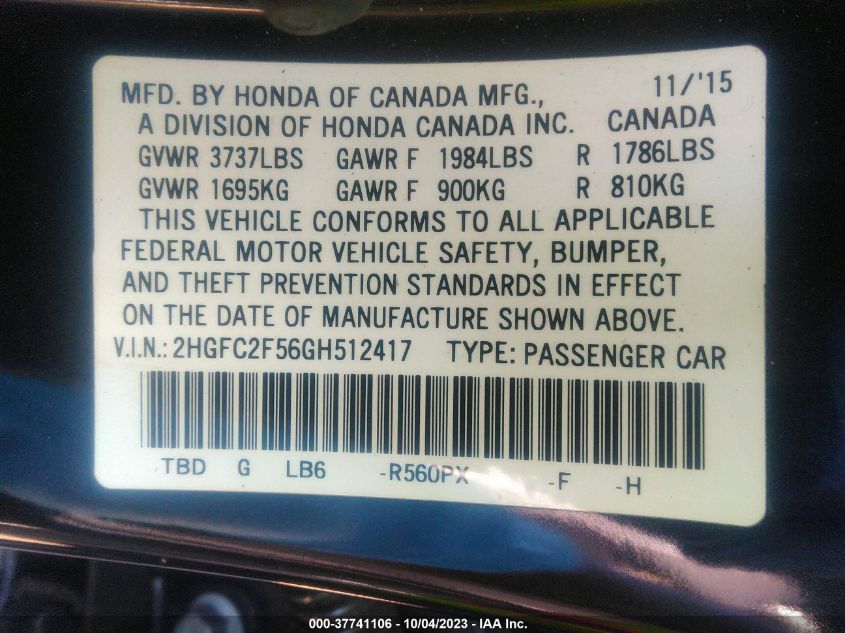 MFD. BY HONDA OF CANADA MFG., 11/'15
A DIVISION OF HONDA CANADA INC. CANADA
GVWR 3737LBS GAWR F 1984LBS R 1786LBS
GVWR 1695KG GAWR F 900KG R 810KG
THIS VEHICLE CONFORMS TO ALL APPLICABLE
FEDERAL MOTOR VEHICLE SAFETY, BUMPER,
AND THEFT PREVENTION STANDARDS IN EFFECT
ON THE DATE OF MANUFACTURE SHOWN ABOVE.
V.I.N.: 2HGFC2F56GH512417 TYPE: PASSENGER CAR
TBD G LB6 -R560PX -F -H
000-37741106 - 10/04/2023 - IAA Inc.